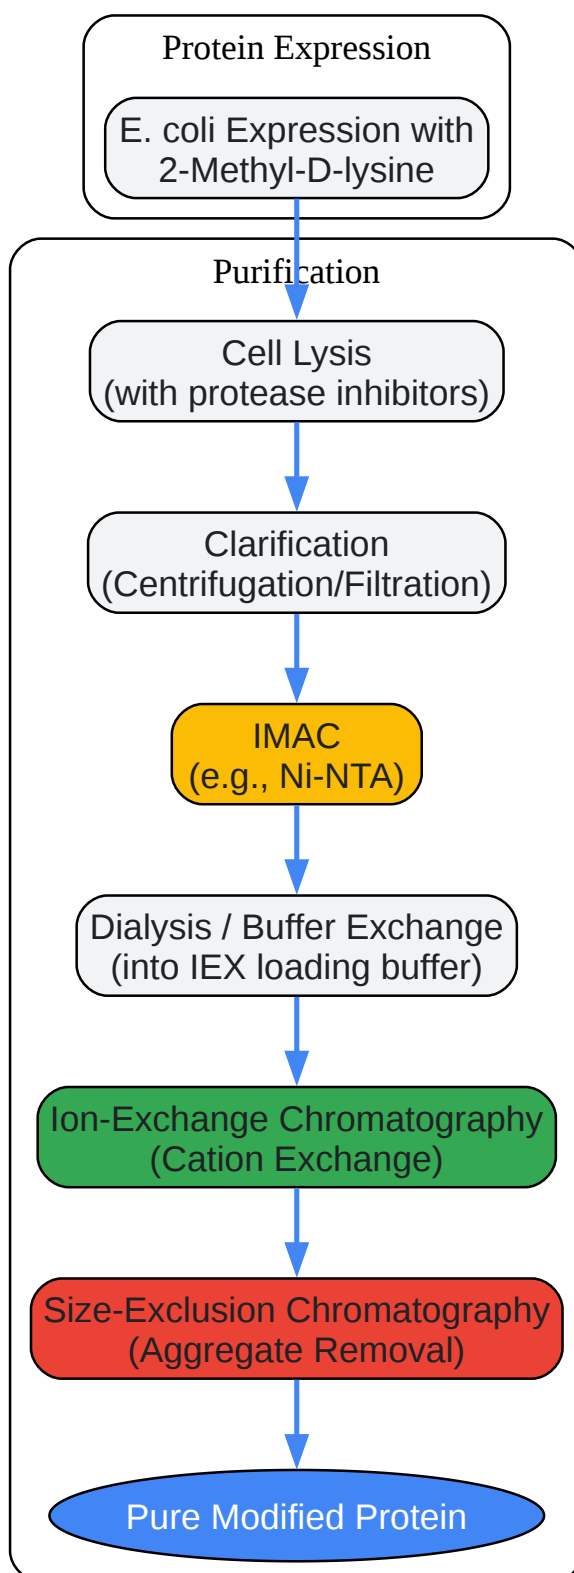 Protein Expression
E. coli Expression with
2-Methyl-D-lysine
Purification
Cell Lysis
(with protease inhibitors)
Clarification
(Centrifugation/Filtration)
IMAC
(e.g., Ni-NTA)
Dialysis / Buffer Exchange
(into IEX loading buffer)
Ion-Exchange Chromatography
(Cation Exchange)
Size-Exclusion Chromatography
(Aggregate Removal)
Pure Modified Protein